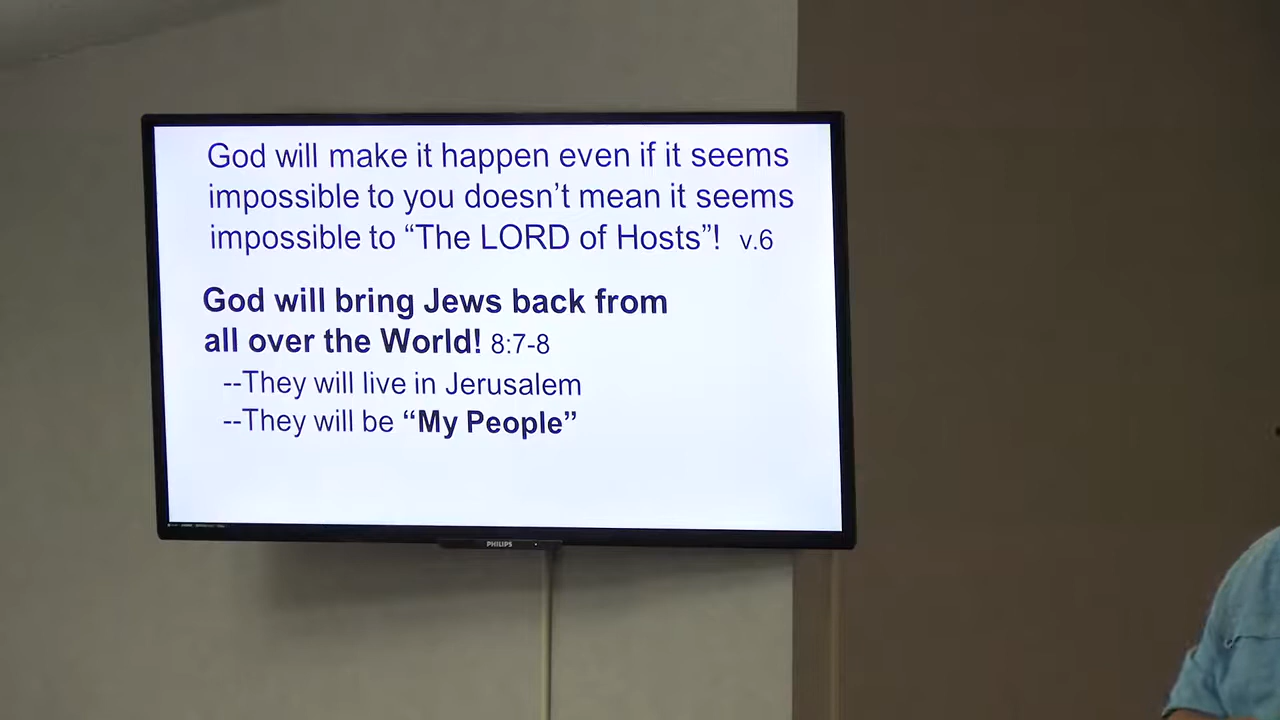 God will make it happen even if it seems
impossible to you doesn’t mean it seems
impossible to “The LORD of Hosts”! v.6
God will bring Jews back from
all over the World! 8:7-8
--They will live in Jerusalem
--They will be “My People”
PHILIPS